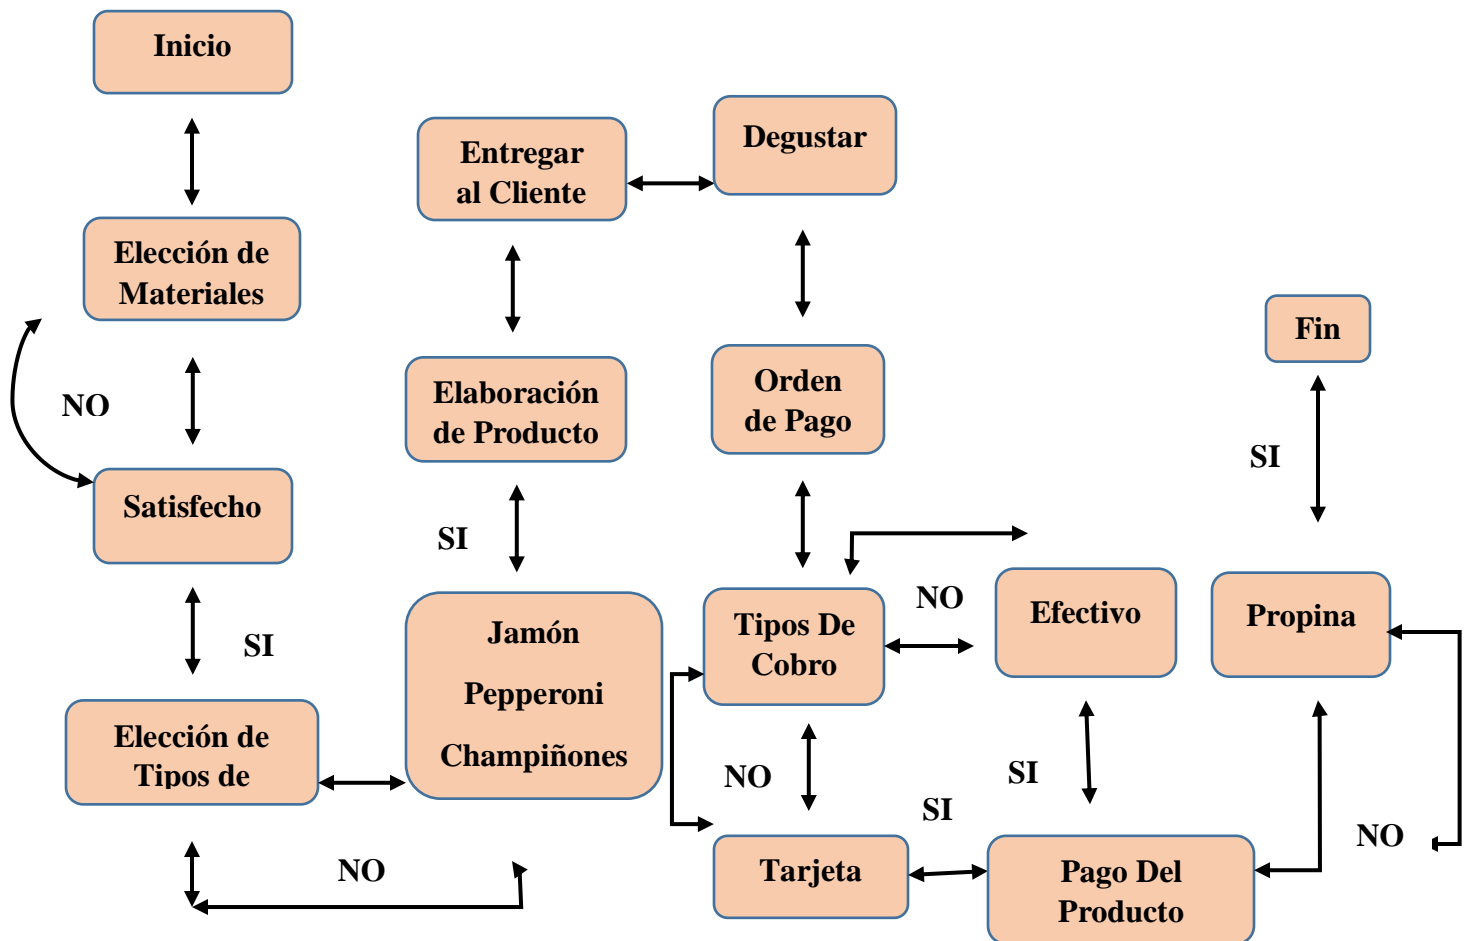 Inicio
Elección de
Materiales
NO
Satisfecho
SI
Elección de
Tipos de
NO
Entregar
al Cliente
Elaboración
de Producto
SI
Jamón
Pepperoni
Champiñones
Degustar
Orden
de Pago
Tipos De
Cobro
NO
NO
Tarjeta
SI
Efectivo
SI
Pago Del
Producto
Fin
SI
Propina
NO